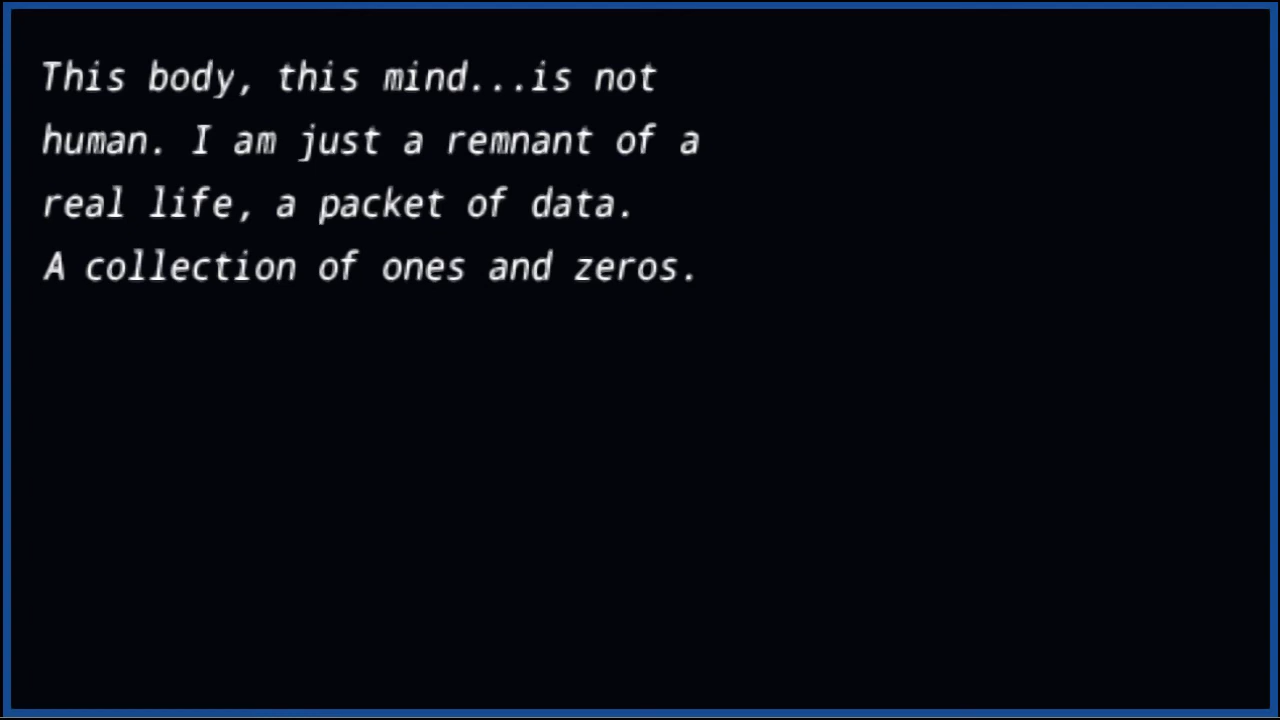 This body, this mind...is not
human. I am just a remnant of a
real life, a packet of data.
A collection of ones and zeros.